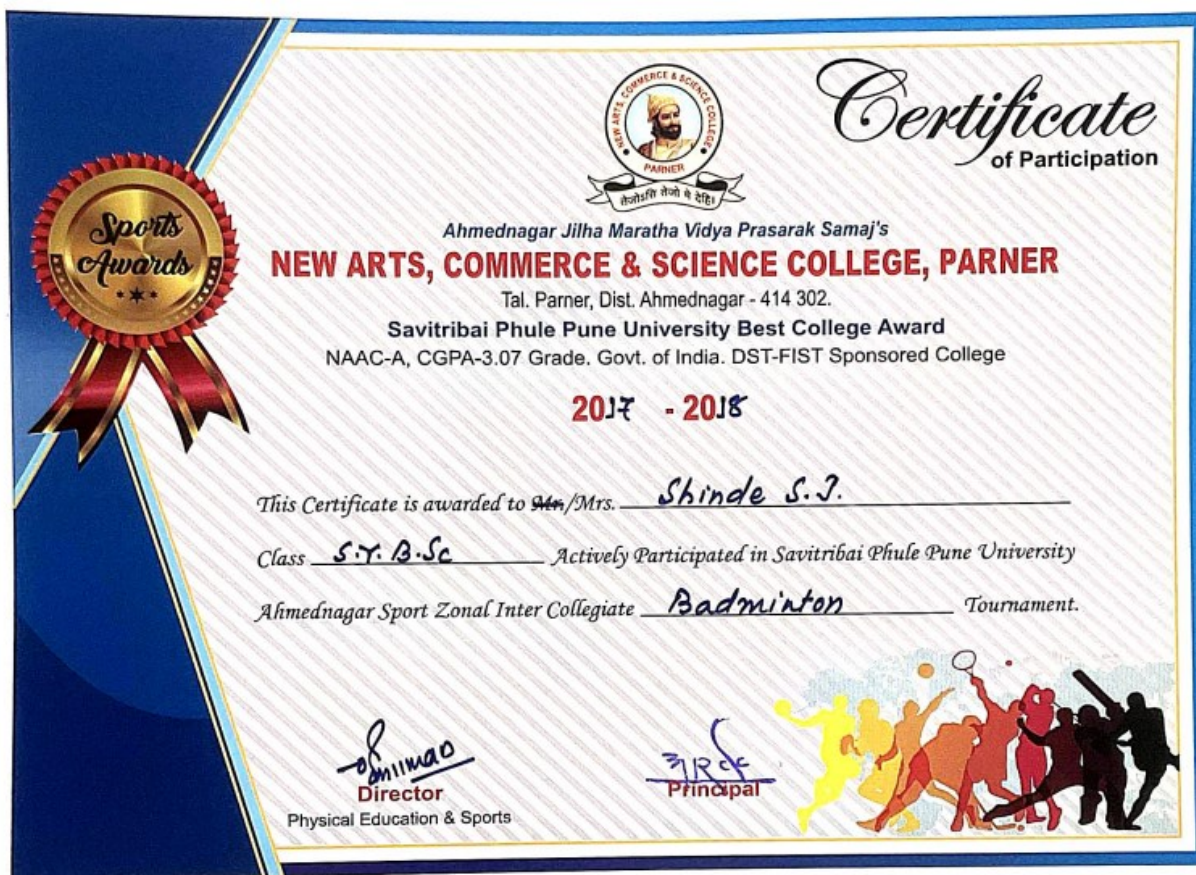 NEW ARTS, COMMERCE & SCIENCE COLLEGE
PARNER
तेजोऽसि तेजो मे देहि।
Certificate
of Participation
Sports
Awards
Ahmednagar Jilha Maratha Vidya Prasarak Samaj's
NEW ARTS, COMMERCE & SCIENCE COLLEGE, PARNER
Tal. Parner, Dist. Ahmednagar - 414 302.
Savitribai Phule Pune University Best College Award
NAAC-A, CGPA-3.07 Grade. Govt. of India. DST-FIST Sponsored College
2017 - 2018
This Certificate is awarded to Mr./Mrs. Shinde S.J.
Class S.Y.B.Sc Actively Participated in Savitribai Phule Pune University
Ahmednagar Sport Zonal Inter Collegiate Badminton Tournament.
Director
Physical Education & Sports
Principal